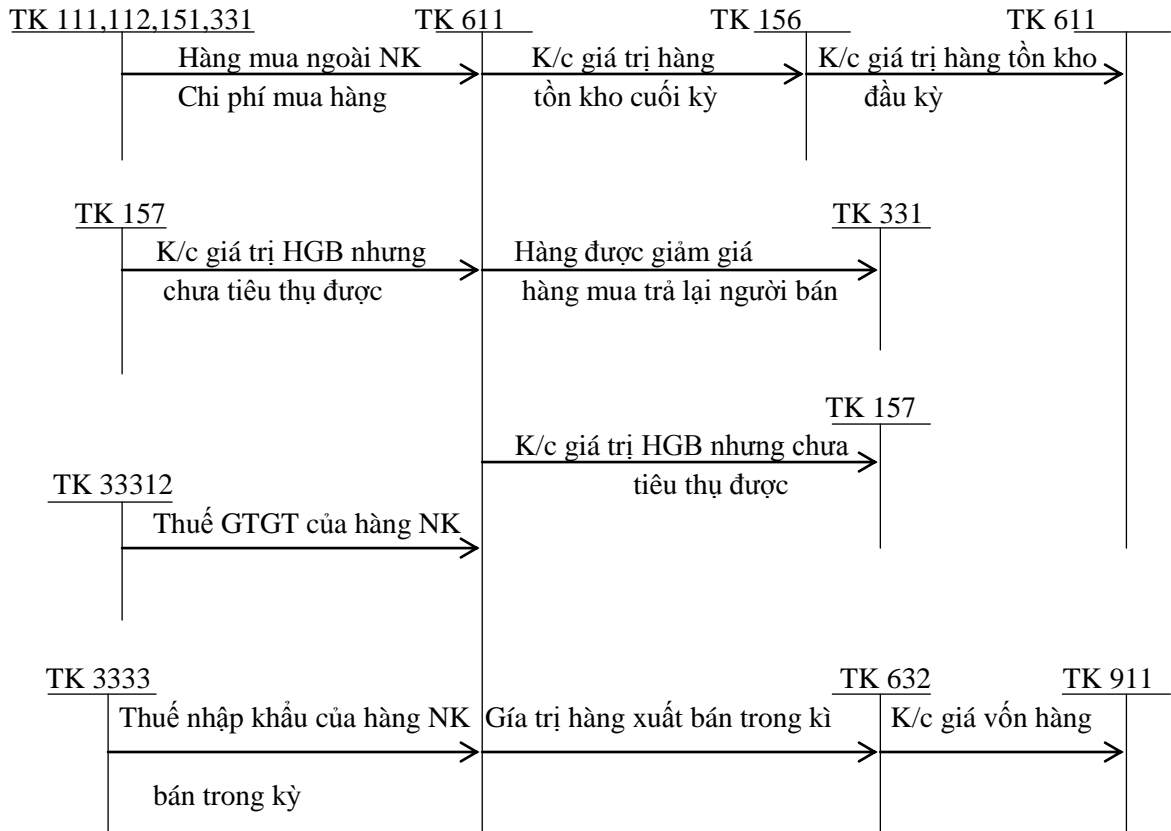 TK 111,112,151,331 TK 611 TK 156 TK 611
Hàng mua ngoài NK K/c giá trị hàng K/c giá trị hàng tồn kho
Chi phí mua hàng tồn kho cuối kỳ đầu kỳ
TK 157 TK 331
K/c giá trị HGB nhưng Hàng được giảm giá
chưa tiêu thụ được hàng mua trả lại người bán
TK 157
K/c giá trị HGB nhưng chưa
tiêu thụ được
TK 33312
Thuế GTGT của hàng NK
TK 3333 TK 632 TK 911
Thuế nhập khẩu của hàng NK Gía trị hàng xuất bán trong kì K/c giá vốn hàng
bán trong kỳ